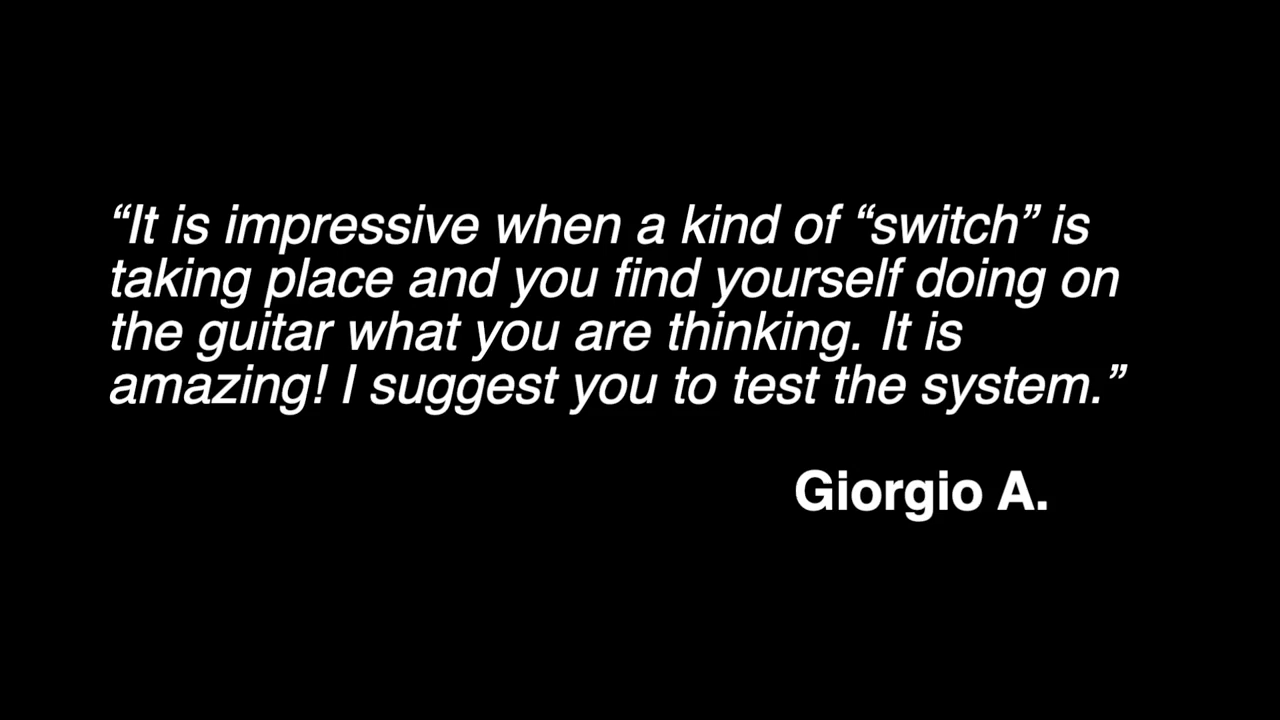 “It is impressive when a kind of “switch” is
taking place and you find yourself doing on
the guitar what you are thinking. It is
amazing! I suggest you to test the system.”
Giorgio A.